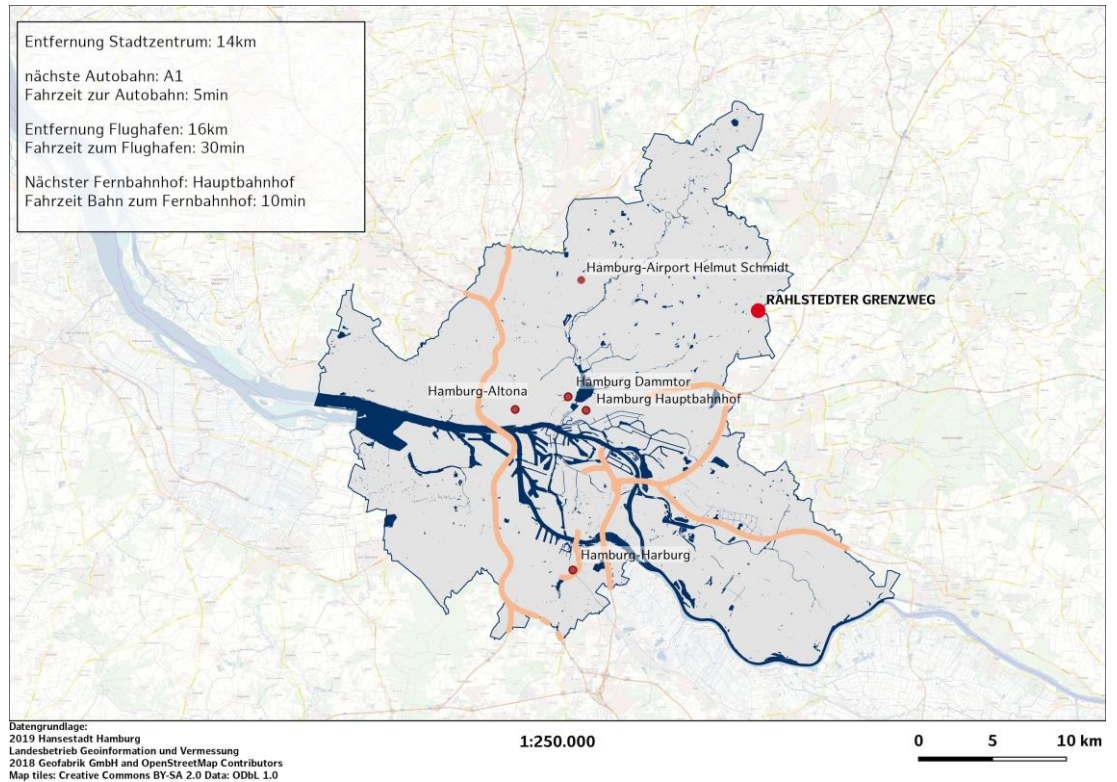 Entfernung Stadtzentrum: 14km
nächste Autobahn: A1
Fahrzeit zur Autobahn: 5min
Entfernung Flughafen: 16km
Fahrzeit zum Flughafen: 30min
Nächster Fernbahnhof: Hauptbahnhof
Fahrzeit Bahn zum Fernbahnhof: 10min
Hamburg-Airport Helmut Schmidt
RAHLSTEDTER GRENZWEG
Hamburg Dammtor
Hamburg-Altona
Hamburg Hauptbahnhof
Hamburg-Harburg
Datengrundlage:
2019 Hansestadt Hamburg
Landesbetrieb Geoinformation und Vermessung
2018 Geofabrik GmbH and OpenStreetMap Contributors
Map tiles: Creative Commons BY-SA 2.0 Data: ODbL 1.0
1:250.000
0 5 10 km